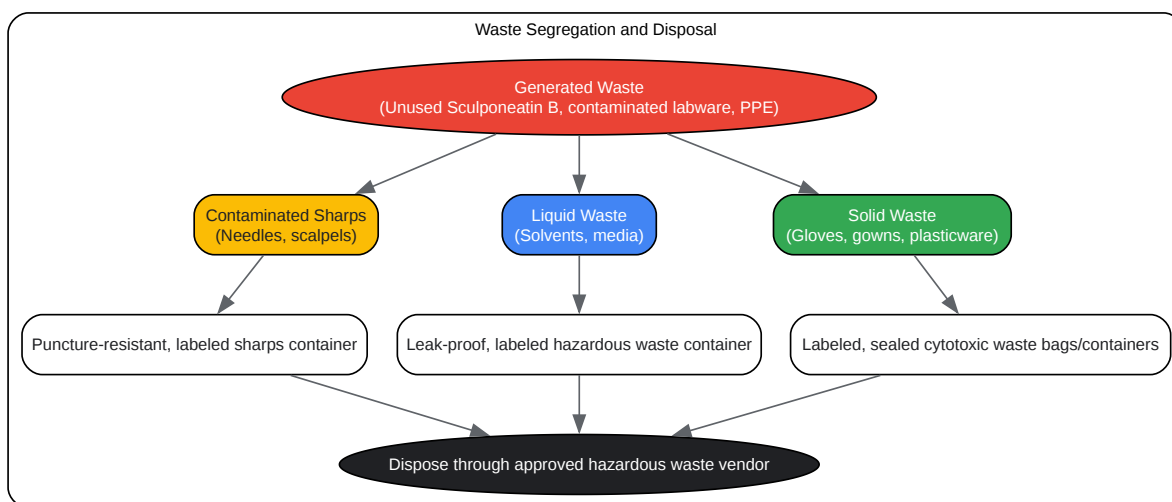 Waste Segregation and Disposal
Generated Waste
(Unused Sculponeatin B, contaminated labware, PPE)
Contaminated Sharps
(Needles, scalpels)
Liquid Waste
(Solvents, media)
Solid Waste
(Gloves, gowns, plasticware)
Puncture-resistant, labeled sharps container
Leak-proof, labeled hazardous waste container
Labeled, sealed cytotoxic waste bags/containers
Dispose through approved hazardous waste vendor